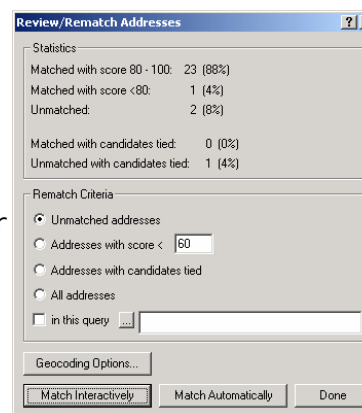 Review/Rematch Addresses ?
Statistics
Matched with score 80 - 100: 23 (88%)
Matched with score <80: 1 (4%)
Unmatched: 2 (8%)
Matched with candidates tied: 0 (0%)
Unmatched with candidates tied: 1 (4%)
Rematch Criteria
Unmatched addresses
Addresses with score < 60
Addresses with candidates tied
All addresses
in this query ...
Geocoding Options...
Match Interactively Match Automatically Done